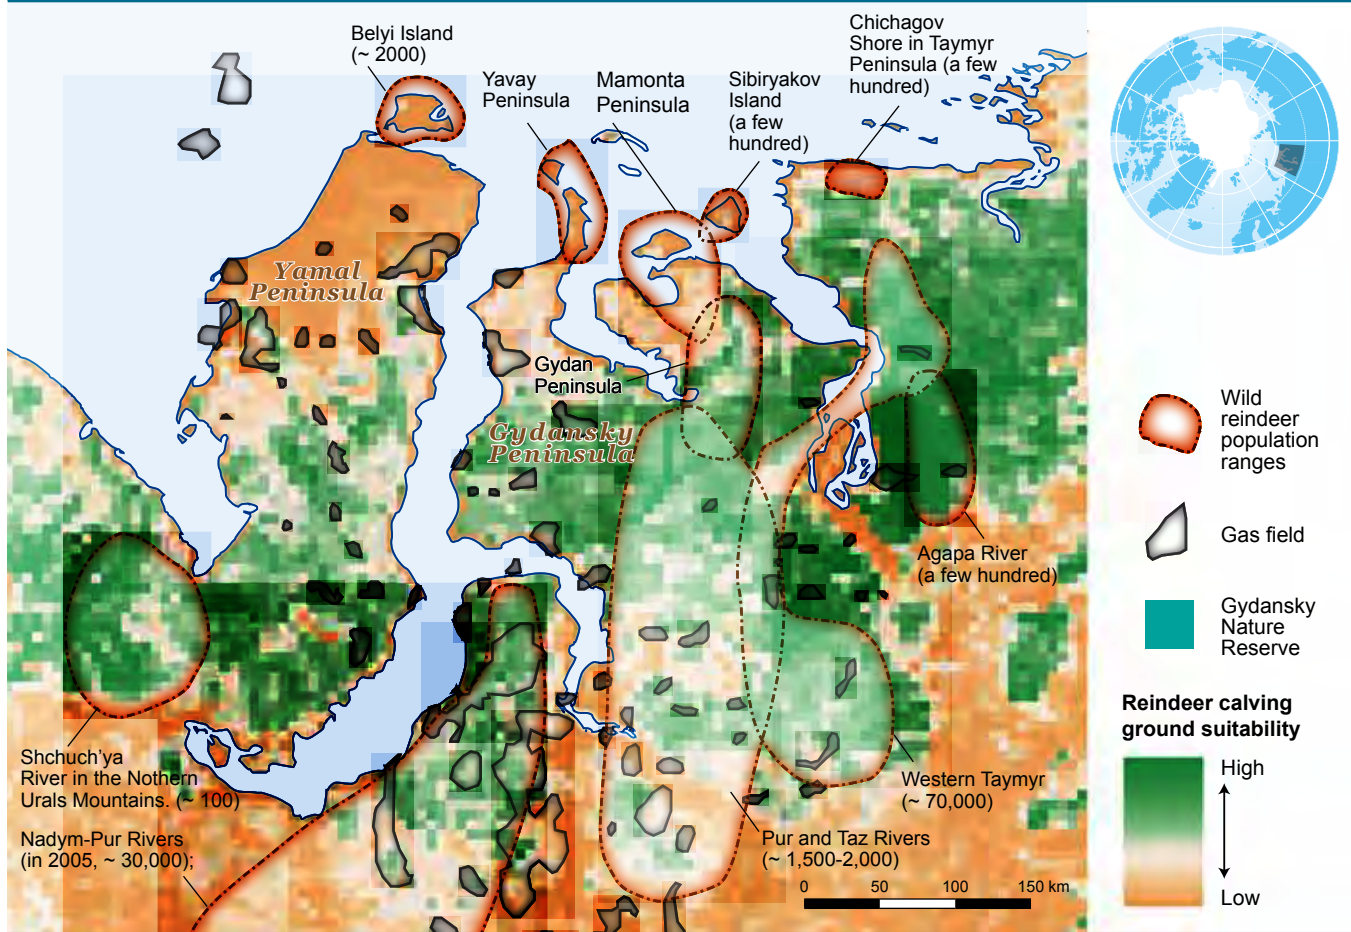 Belyi Island
(~ 2000)
Yavay
Peninsula
Mamonta
Peninsula
Sibiryakov
Island
(a few
hundred)
Chichagov
Shore in Taymyr
Peninsula (a few
hundred)
Yamal
Peninsula
Gydan
Peninsula
Gydansky
Peninsula
Agapa River
(a few hundred)
Shchuch'ya
River in the Nothern
Urals Mountains. (~ 100)
Nadym-Pur Rivers
(in 2005, ~ 30,000);
Western Taymyr
(~ 70,000)
Pur and Taz Rivers
(~ 1,500-2,000)
0 50 100 150 km
Wild
reindeer
population
ranges
Gas field
Gydansky
Nature
Reserve
Reindeer calving
ground suitability
High
Low